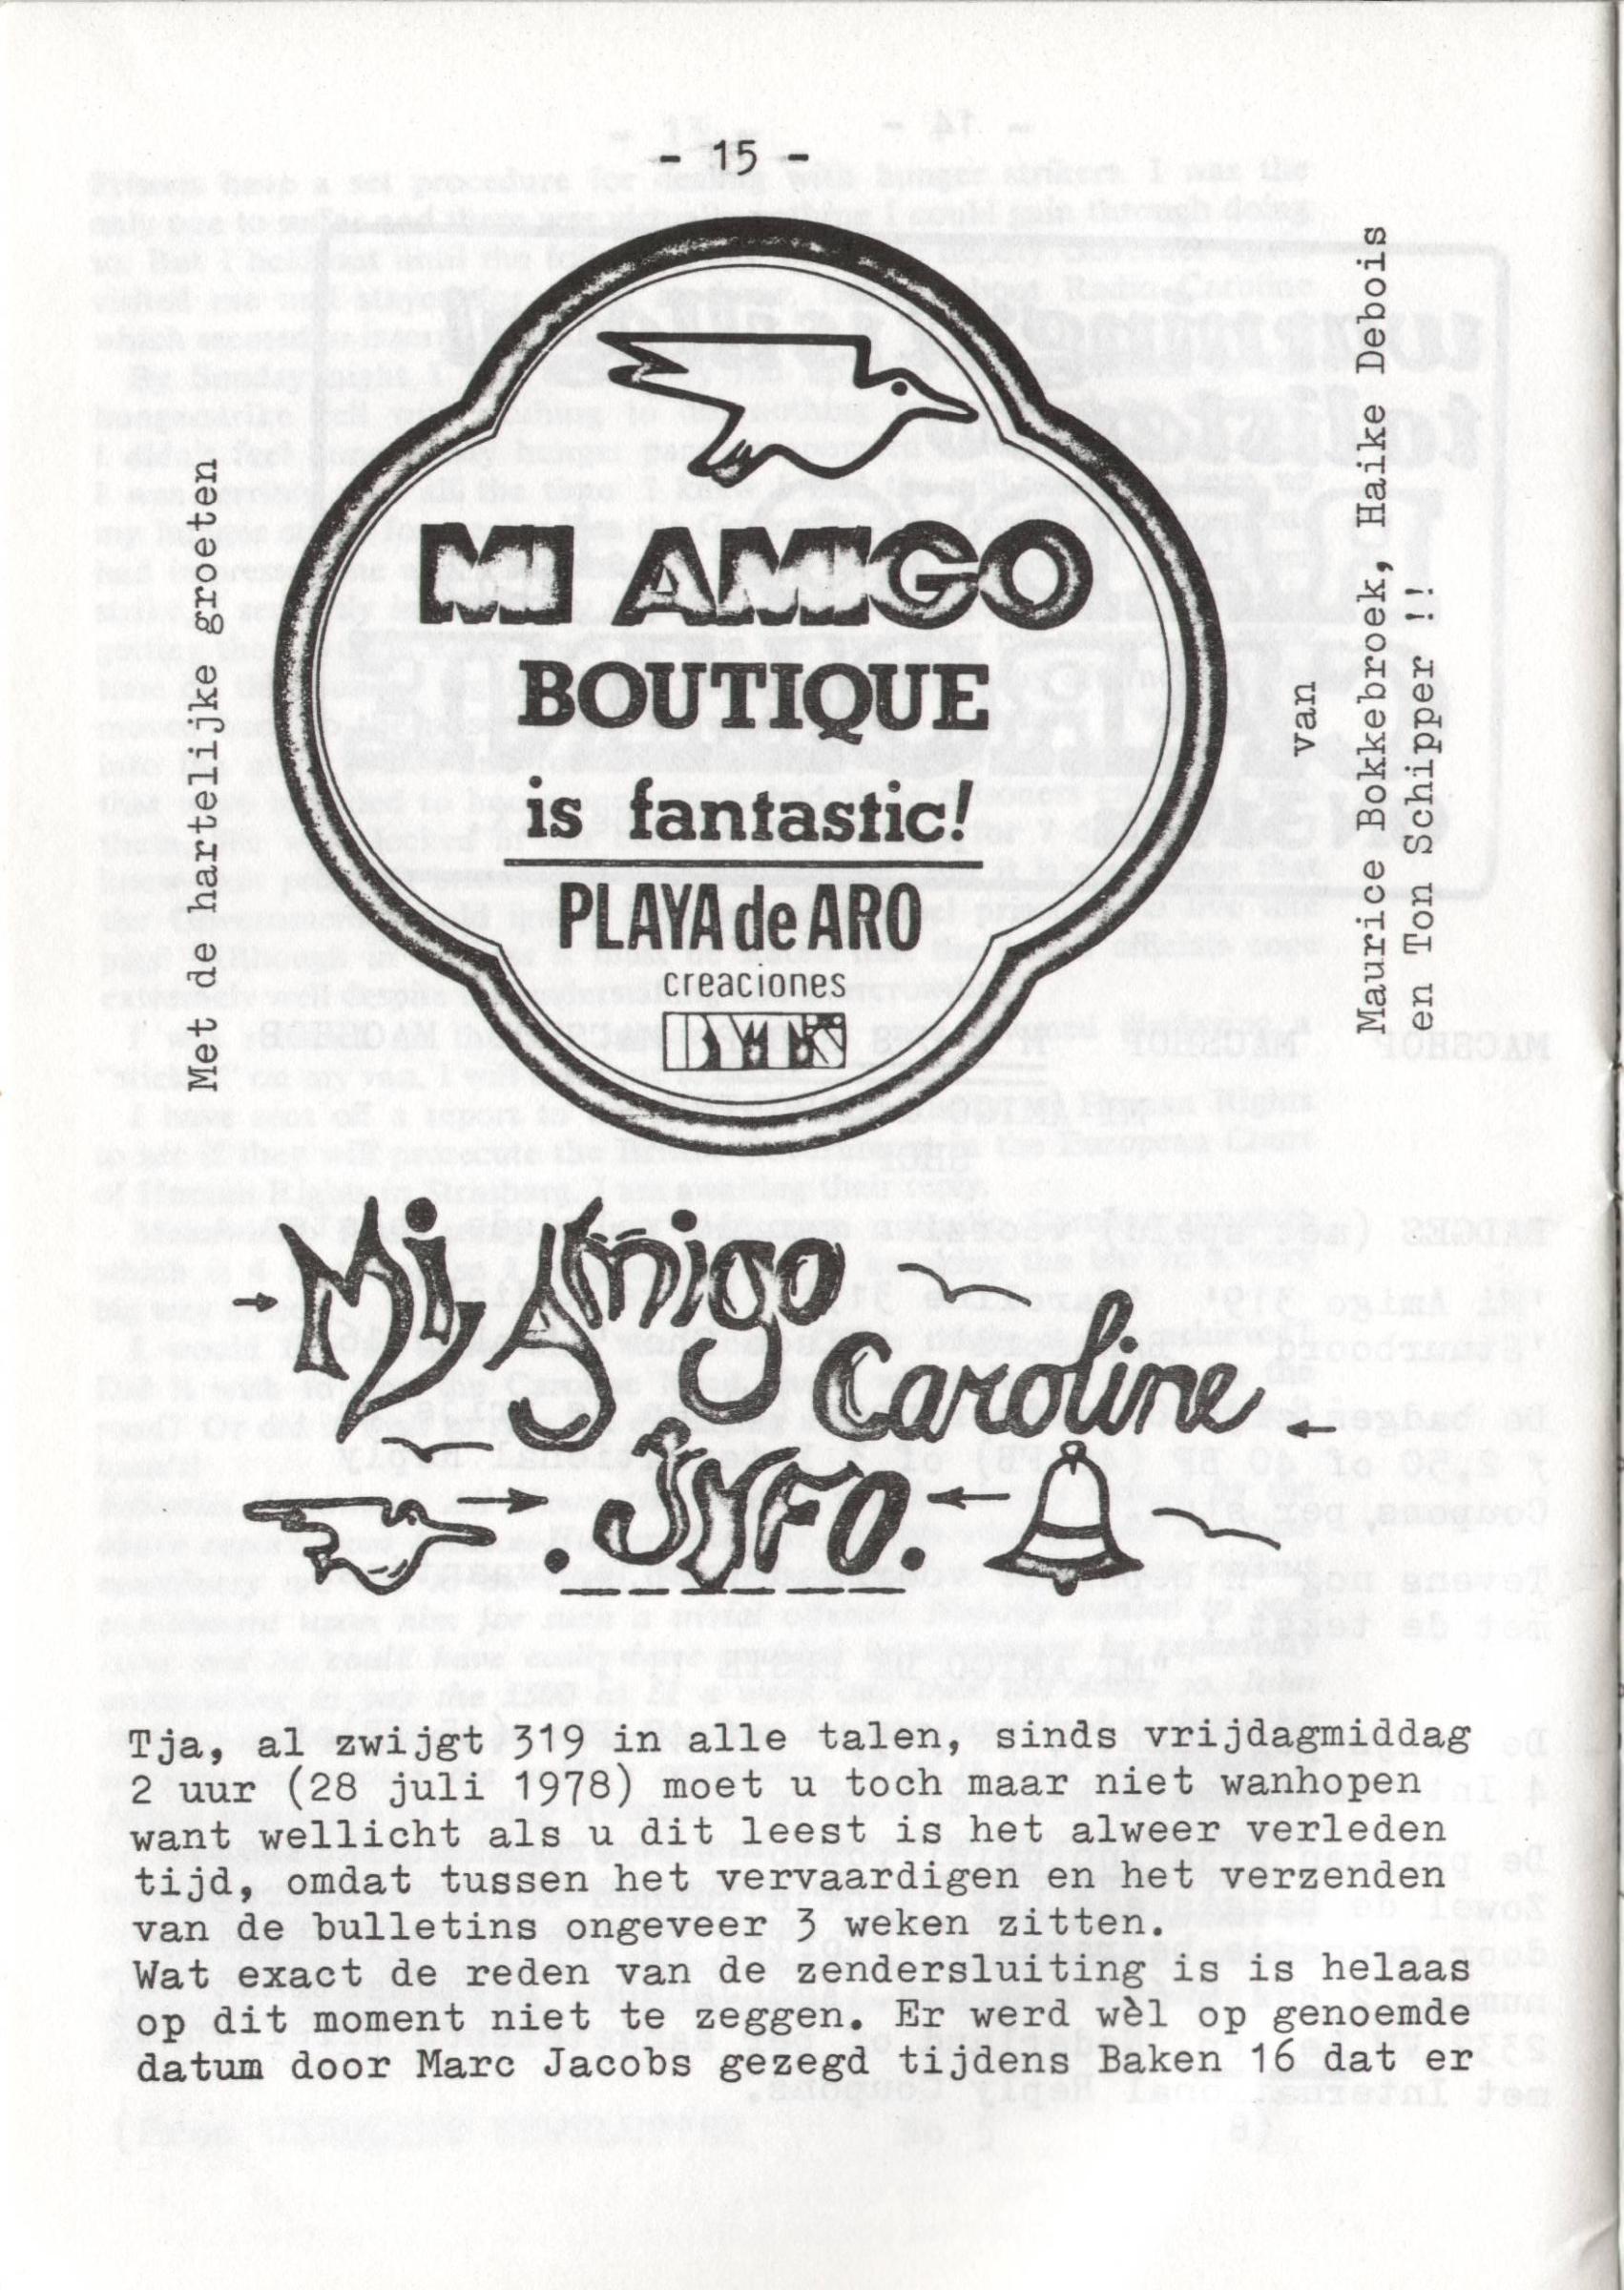 - 15 -
Met de hartelijke groeten
MI AMIGO
BOUTIQUE
is fantastic!
PLAYA de ARO
creaciones
van
Maurice Bokkebroek, Haike Debois
en Ton Schipper !!
Mi Amigo
Caroline
.INFO.
Tja, al zwijgt 319 in alle talen, sinds vrijdagmiddag
2 uur (28 juli 1978) moet u toch maar niet wanhopen
want wellicht als u dit leest is het alweer verleden
tijd, omdat tussen het vervaardigen en het verzenden
van de bulletins ongeveer 3 weken zitten.
Wat exact de reden van de zendersluiting is is helaas
op dit moment niet te zeggen. Er werd wèl op genoemde
datum door Marc Jacobs gezegd tijdens Baken 16 dat er